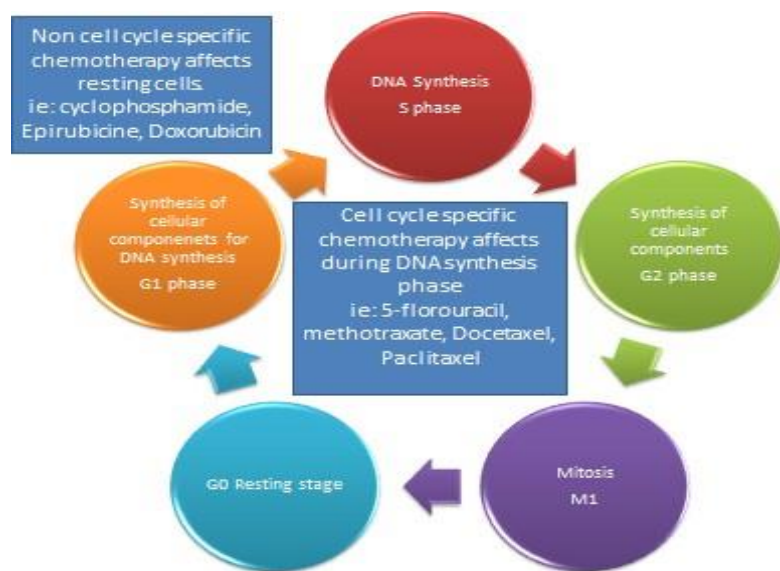 Non cell cycle specific
chemotherapy affects
resting cells.
ie: cyclophosphamide,
Epirubicine, Doxorubicin
DNA Synthesis
S phase
Synthesis of
cellular
componenets for
DNA synthesis
G1 phase
Cell cycle specific
chemotherapy affects
during DNA synthesis
phase
ie: 5-florouracil,
methotraxate, Docetaxel,
Paclitaxel
Synthesis of
cellular
components
G2 phase
G0 Resting stage
Mitosis
M1